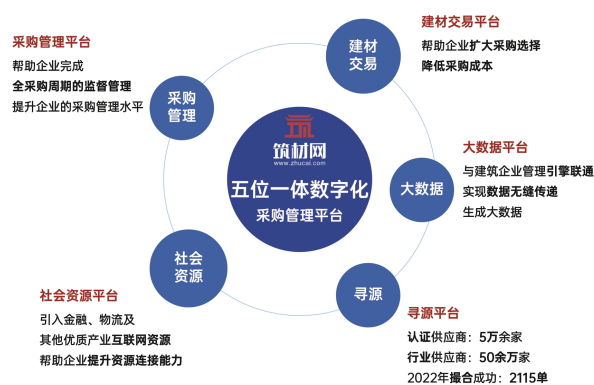 建材交易平台
帮助企业扩大采购选择
降低采购成本
建材
交易
采购管理平台
帮助企业完成
全采购周期的监督管理
提升企业的采购管理水平
采购
管理
筑材网
www.zhucai.com
五位一体数字化
采购管理平台
大数据平台
与建筑企业管理引擎联通
实现数据无缝传递
生成大数据
大数据
社会
资源
社会资源平台
引入金融、物流及
其他优质产业互联网资源
帮助企业提升资源连接能力
寻源
寻源平台
认证供应商：5万余家
行业供应商：50余万家
2022年撮合成功：2115单